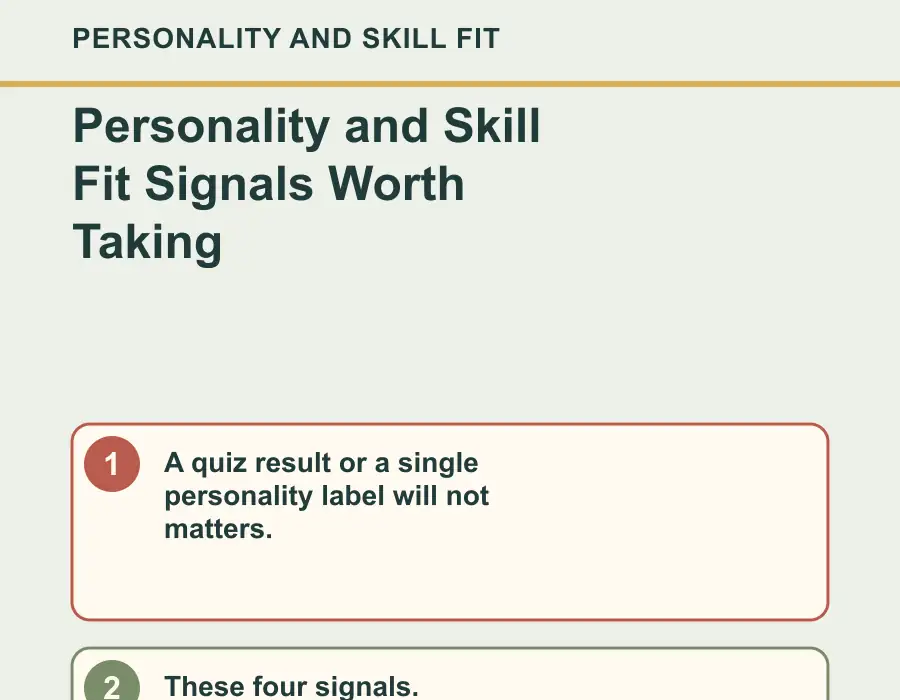 PERSONALITY AND SKILL FIT
Personality and Skill
Fit Signals Worth
Taking
1
A quiz result or a single
personality label will not
matters.
2
These four signals.